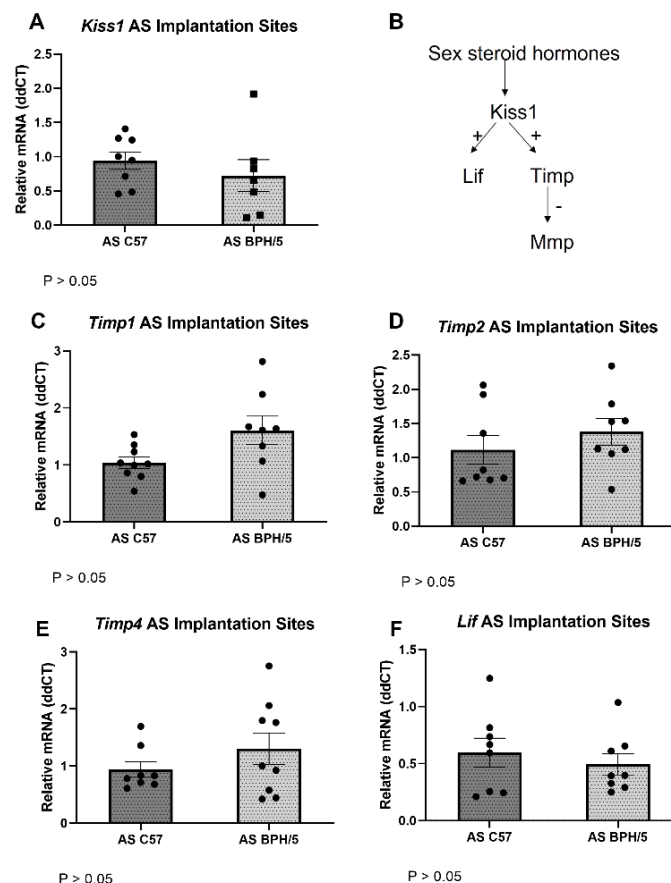 A
Kiss1 AS Implantation Sites
Relative mRNA (ddCT)
2.5
2.0
1.5
1.0
0.5
0.0
AS C57
AS BPH/5
P > 0.05
B
Sex steroid hormones
Kiss1
+ +
Lif Timp
-
Mmp
C
Timp1 AS Implantation Sites
Relative mRNA (ddCT)
3
2
1
0
AS C57
AS BPH/5
P > 0.05
D
Timp2 AS Implantation Sites
Relative mRNA (ddCT)
2.5
2.0
1.5
1.0
0.5
0.0
AS C57
AS BPH/5
P > 0.05
E
Timp4 AS Implantation Sites
Relative mRNA (ddCT)
3
2
1
0
AS C57
AS BPH/5
P > 0.05
F
Lif AS Implantation Sites
Relative mRNA (ddCT)
1.5
1.0
0.5
0.0
AS C57
AS BPH/5
P > 0.05